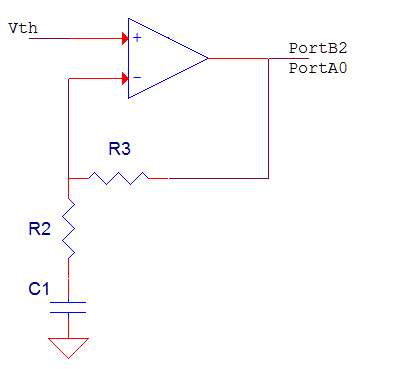 Vth
+
PortB2
PortA0
-
R3
R2
C1